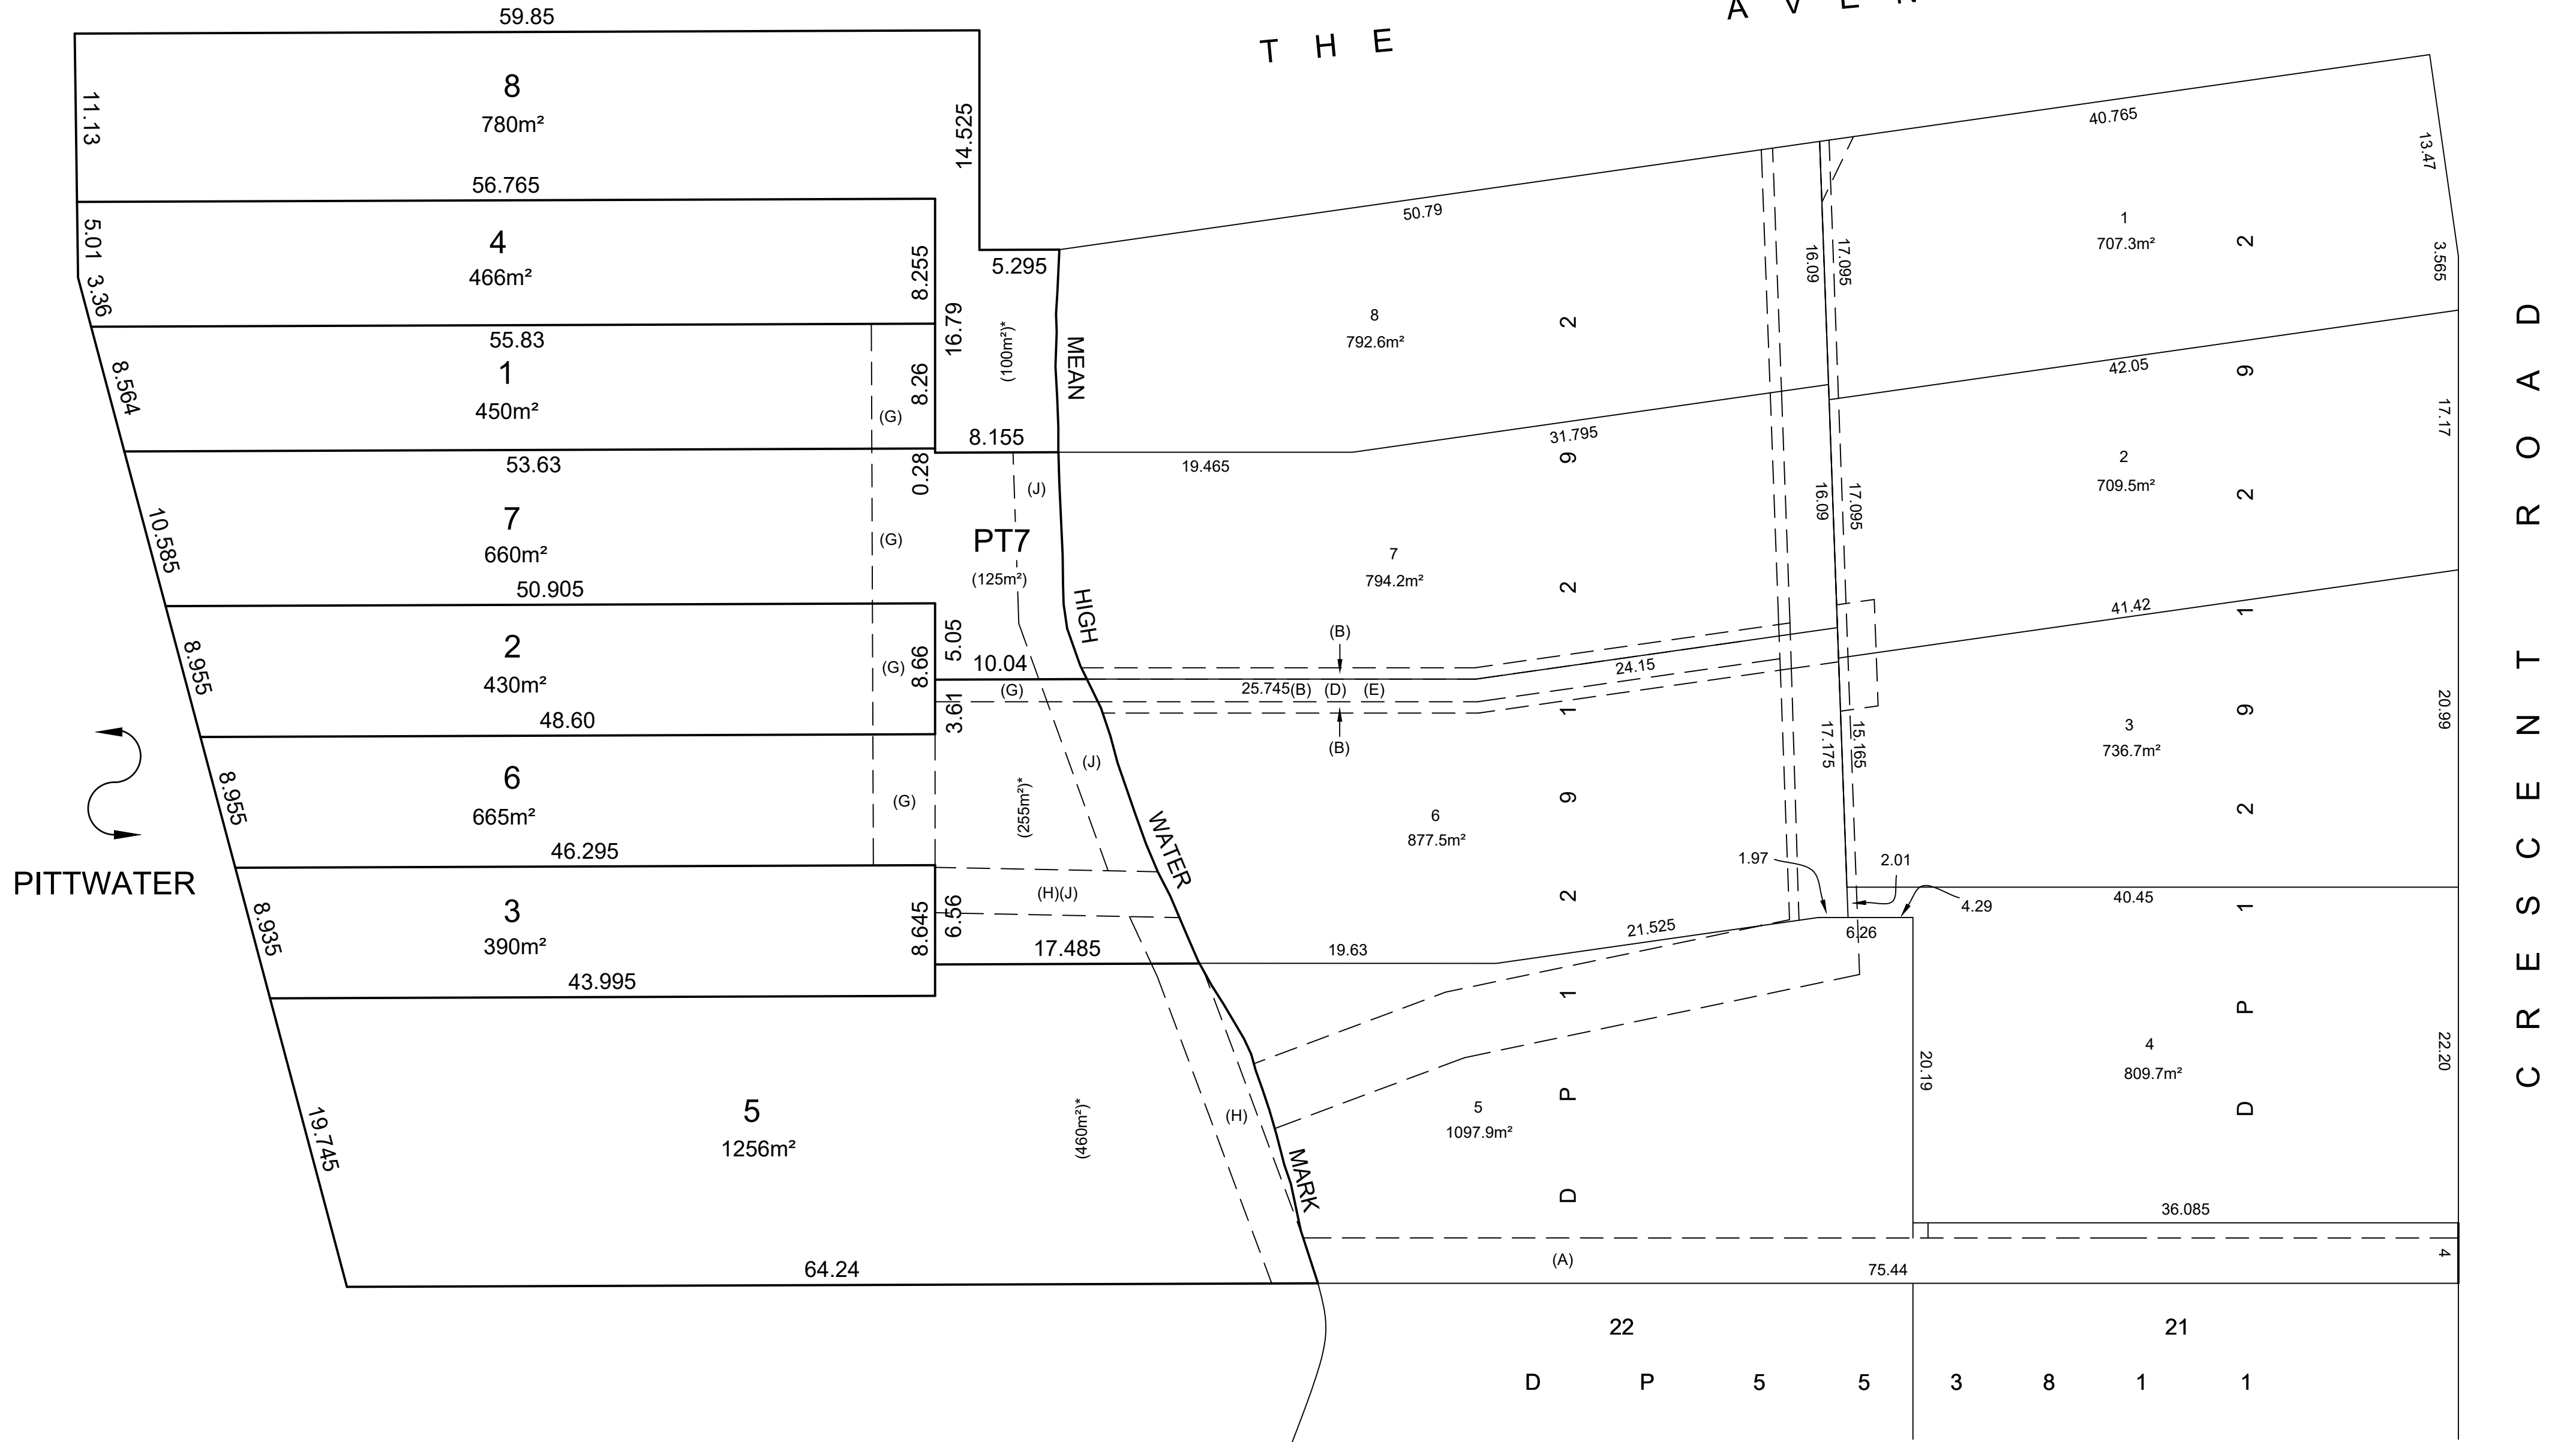 59.85
T H E
A V E N
11.13
8
780m²
14.525
56.765
5.01
3.36
4
466m²
8.255
5.295
16.79
(100m²)*
MEAN
55.83
1
450m²
8.26
(G)
8.564
8.155
53.63
0.28
7
660m²
10.585
(G)
(J)
PT7
(125m²)
50.905
HIGH
2
430m²
8.955
(G)
8.66
5.05
10.04
(G)
3.61
48.60
6
665m²
8.955
(G)
(255m²)*
(J)
WATER
PITTWATER
46.295
(H)(J)
3
390m²
8.935
8.645
6.56
17.485
43.995
5
1256m²
19.745
(460m²)*
(H)
MARK
64.24
50.79
40.765
13.47
3.565
8
792.6m²
16.09
17.095
1
707.3m²
42.05
31.795
19.465
7
794.2m²
16.09
17.095
2
709.5m²
17.17
41.42
(B)
24.15
25.745(B) (D) (E)
(B)
6
877.5m²
17.175
15.165
3
736.7m²
20.99
1.97
2.01
4.29
40.45
21.525
6.26
19.63
5
1097.9m²
20.19
4
809.7m²
22.20
36.085
(A)
75.44
4
D P 1 2 9 1 2 9 2
D P 1 2 9 1 2 9 2
CRESCENT ROAD
22
21
D P 5 5 3 8 1 1